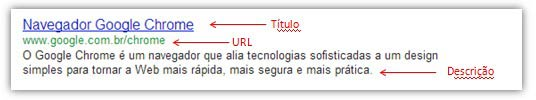 Navegador Google Chrome Título
www.google.com.br/chrome URL
O Google Chrome é um navegador que alia tecnologias sofisticadas a um design
simples para tornar a Web mais rápida, mais segura e mais prática. Descrição